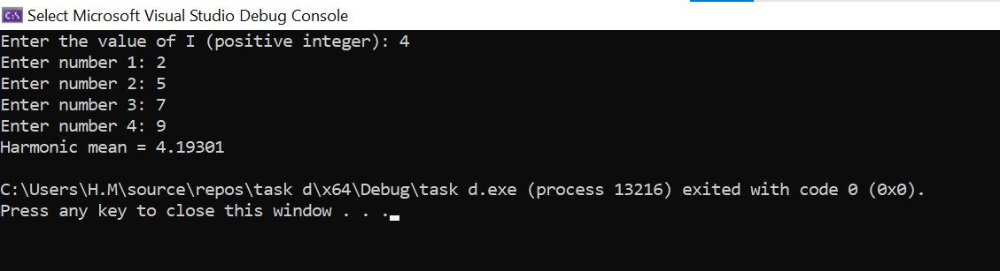 Select Microsoft Visual Studio Debug Console
Enter the value of I (positive integer): 4
Enter number 1: 2
Enter number 2: 5
Enter number 3: 7
Enter number 4: 9
Harmonic mean = 4.19301
C:\Users\H.M\source\repos\task d\x64\Debug\task d.exe (process 13216) exited with code 0 (0x0).
Press any key to close this window . . .